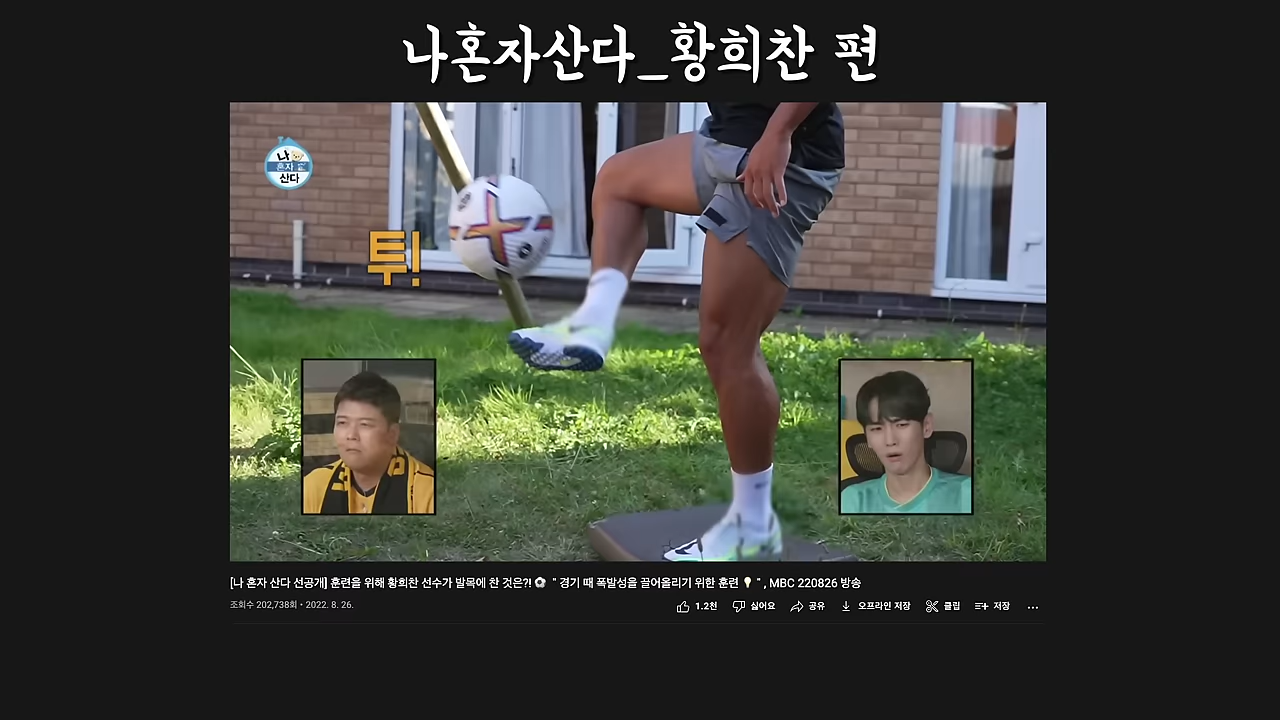 나혼자산다_황희찬 편
나
혼자
산다
튀!
[나 혼자 산다 선공개] 훈련을 위해 황희찬 선수가 발목에 찬 것은?! ⚽ " 경기 때 폭발성을 끌어올리기 위한 훈련 💡 " , MBC 220826 방송
조회수 202,738회 • 2022. 8. 26.
1.2천 싫어요 공유 오프라인 저장 클립 저장 ...